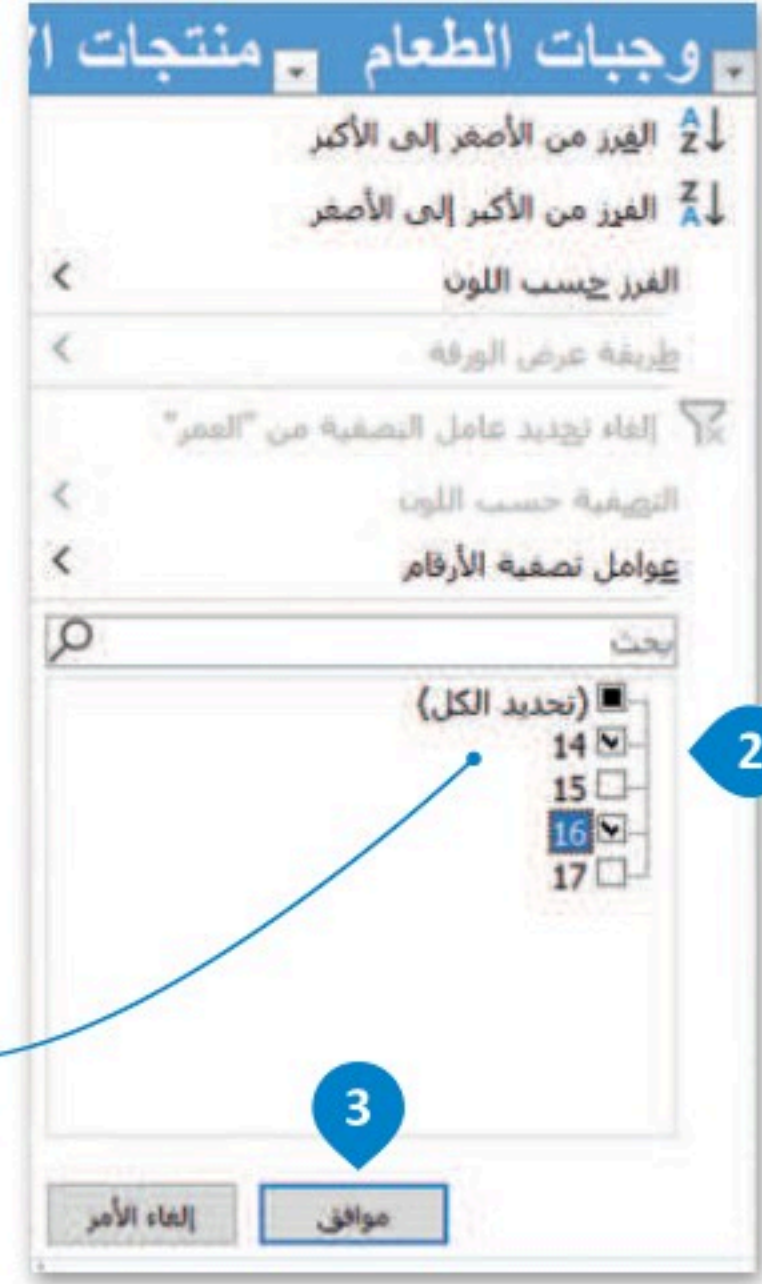 وجبات الطعام منتجات ال
الفرز من الأصغر إلى الأكبر
الفرز من الأكبر إلى الأصغر
الفرز حسب اللون
طريقة عرض الورقة
إلغاء تحديد عامل التصفية من "العمر"
التصفية حسب اللون
عوامل تصفية الأرقام
بحث
(تحديد الكل)
14
2
15
16
17
3
موافق إلغاء الأمر